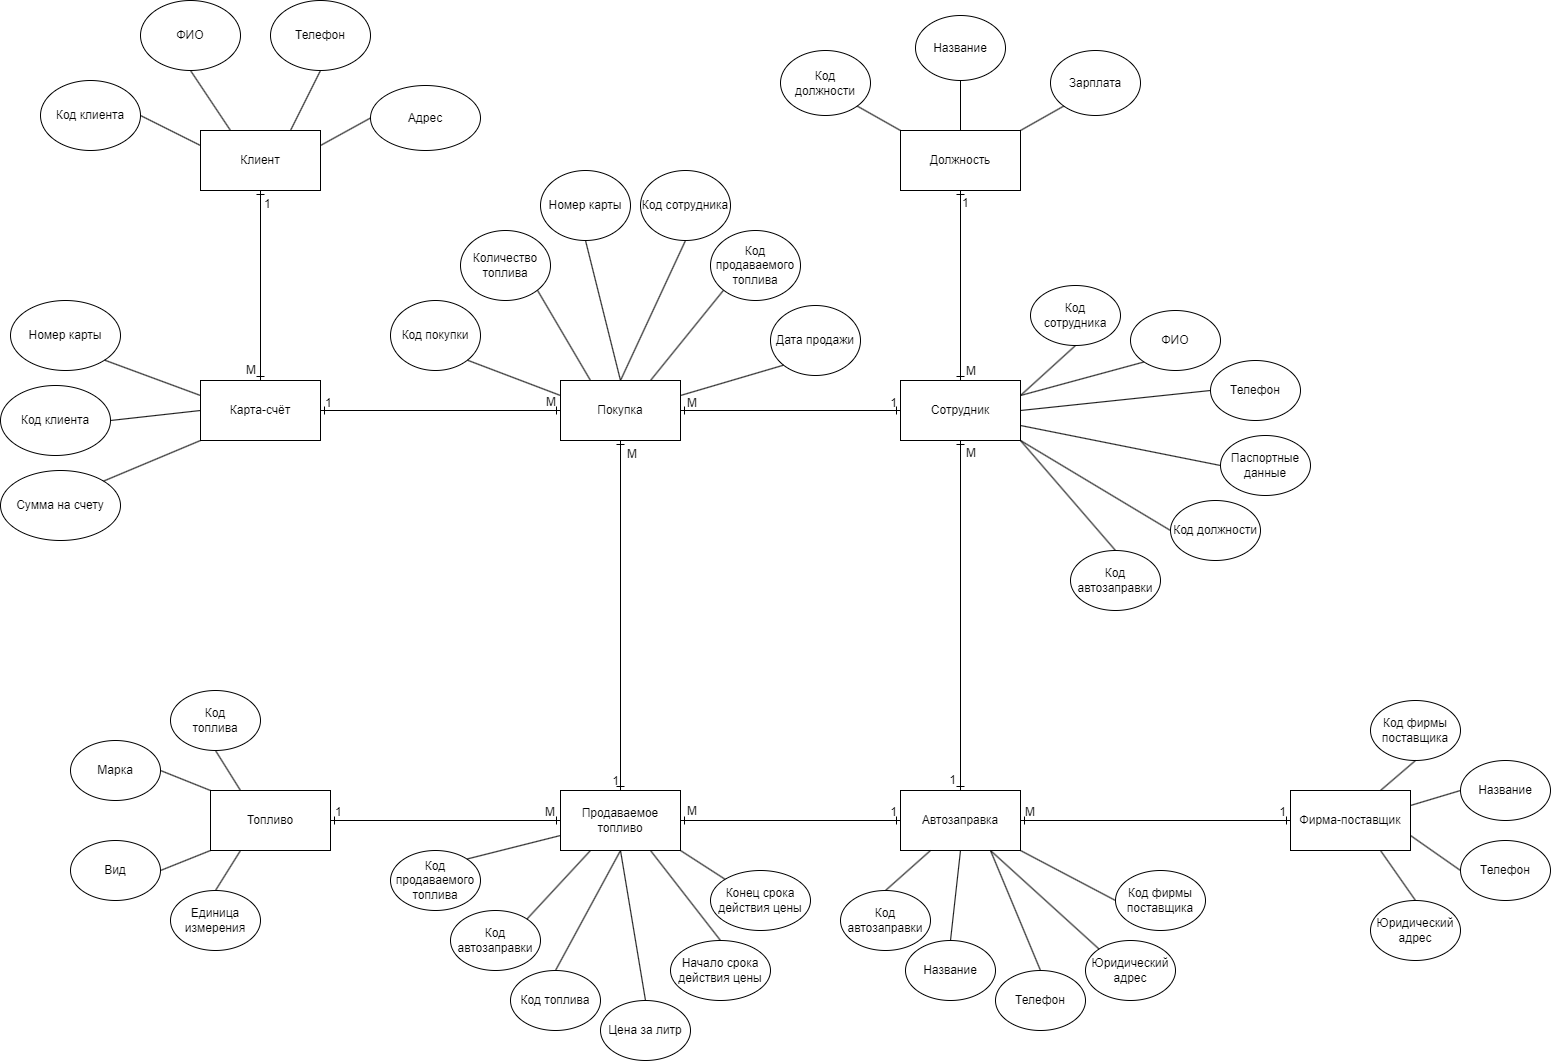 ФИО
Телефон
Код клиента
Адрес
Клиент
1
Название
Код
должности
Зарплата
Должность
1
Номер карты
Код сотрудника
Количество
топлива
Код
продаваемого
топлива
Код покупки
Дата продажи
Номер карты
Код клиента
Сумма на счету
M
Карта-счёт
1
M
Покупка
M
M
1
M
Сотрудник
M
Код
сотрудника
ФИО
Телефон
Паспортные
данные
Код должности
Код
автозаправки
Код
топлива
Марка
Вид
Единица
измерения
Топливо
1
M
1
Продаваемое
топливо
M
1
1
Автозаправка
M
1
Фирма-поставщик
Код фирмы
поставщика
Название
Телефон
Юридический
адрес
Код
продаваемого
топлива
Код
автозаправки
Код топлива
Цена за литр
Начало срока
действия цены
Конец срока
действия цены
Код
автозаправки
Название
Телефон
Юридический
адрес
Код фирмы
поставщика